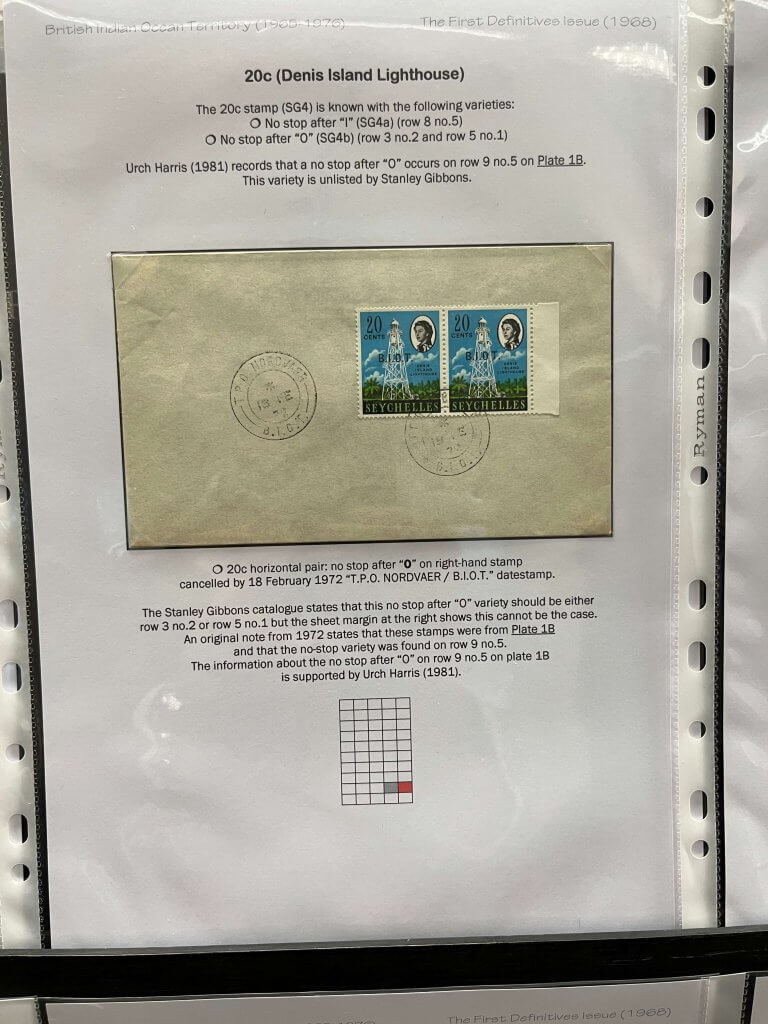 British Indian Ocean Territory (1965-1976) The First Definitives Issue (1968)
20c (Denis Island Lighthouse)
The 20c stamp (SG4) is known with the following varieties:
No stop after "I" (SG4a) (row 8 no.5)
No stop after "O" (SG4b) (row 3 no.2 and row 5 no.1)
Urch Harris (1981) records that a no stop after "O" occurs on row 9 no.5 on Plate 1B.
This variety is unlisted by Stanley Gibbons.
20 CENTS
B.I.O.T.
DENIS
ISLAND
LIGHTHOUSE
SEYCHELLES
20 CENTS
B.I.O T.
DENIS
ISLAND
LIGHTHOUSE
SEYCHELLES
T.P.O. NORDVAER
18 FE
72
B.I.O.T.
18 FE
B.I.O.T.
20c horizontal pair: no stop after "O" on right-hand stamp
cancelled by 18 February 1972 "T.P.O. NORDVAER / B.I.O.T." datestamp.
The Stanley Gibbons catalogue states that this no stop after "O" variety should be either
row 3 no.2 or row 5 no.1 but the sheet margin at the right shows this cannot be the case.
An original note from 1972 states that these stamps were from Plate 1B
and that the no-stop variety was found on row 9 no.5.
The information about the no stop after "O" on row 9 no.5 on plate 1B
is supported by Urch Harris (1981).
Ryman
The First Definitives Issue (1968)